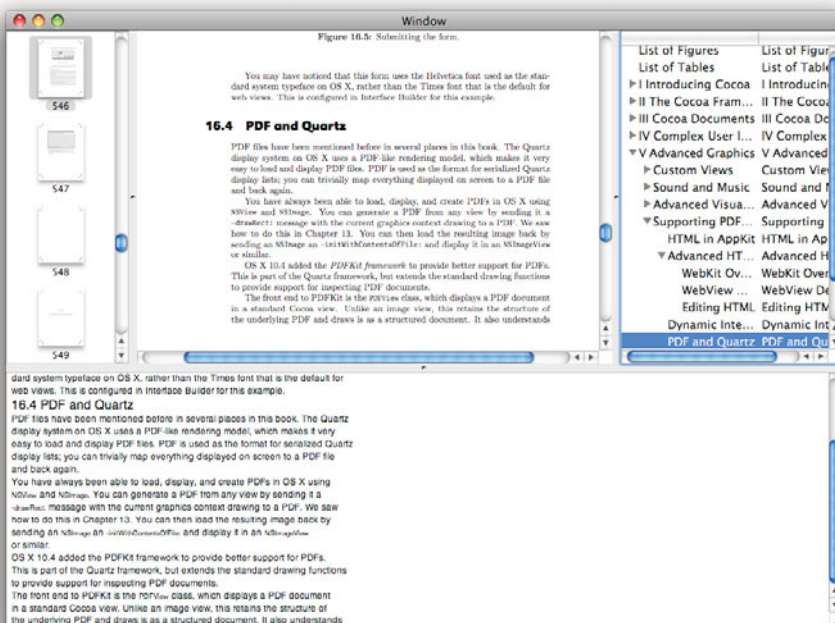 Window
546
547
548
549
Figure 16.5: Submitting the form.
You may have noticed that this form uses the Helvetica font used as the stan-
dard system typeface on OS X, rather than the Times font that is the default for
web views. This is configured in Interface Builder for this example.
16.4 PDF and Quartz
PDF files have been mentioned before in several places in this book. The Quartz
display system on OS X uses a PDF-like rendering model, which makes it very
easy to load and display PDF files. PDF is used as the format for serialized Quartz
display lists; you can trivially map everything displayed on screen to a PDF file
and back again.
You have always been able to load, display, and create PDFs in OS X using
NSView and NSImage. You can generate a PDF from any view by sending it a
-drawRect: message with the current graphics context drawing to a PDF. We saw
how to do this in Chapter 13. You can then load the resulting image back by
sending an NSImage an -initWithContentsOfFile: and display it in an NSImageView
or similar.
OS X 10.4 added the PDFKit framework to provide better support for PDFs.
This is part of the Quartz framework, but extends the standard drawing functions
to provide support for inspecting PDF documents.
The front end to PDFKit is the PDFView class, which displays a PDF document
in a standard Cocoa view. Unlike an image view, this retains the structure of
the underlying PDF and draws is as a structured document. It also understands
List of Figures List of Figur
List of Tables List of Table
I Introducing Cocoa I Introducin
II The Cocoa Fram... II The Cocoa
III Cocoa Documents III Cocoa Do
IV Complex User I... IV Complex
V Advanced Graphics V Advanced
Custom Views Custom Vie
Sound and Music Sound and M
Advanced Visua... Advanced V
Supporting PDF... Supporting
HTML in AppKit HTML in Ap
Advanced HT... Advanced H
WebKit Ov... WebKit Over
WebView ... WebView De
Editing HTML Editing HTM
Dynamic Inte... Dynamic Int
PDF and Quartz PDF and Qu
dard system typeface on OS X, rather than the Times font that is the default for
web views. This is configured in Interface Builder for this example.
16.4 PDF and Quartz
PDF files have been mentioned before in several places in this book. The Quartz
display system on OS X uses a PDF-like rendering model, which makes it very
easy to load and display PDF files. PDF is used as the format for serialized Quartz
display lists; you can trivially map everything displayed on screen to a PDF file
and back again.
You have always been able to load, display, and create PDFs in OS X using
NSView and NSImage. You can generate a PDF from any view by sending it a
-drawRect: message with the current graphics context drawing to a PDF. We saw
how to do this in Chapter 13. You can then load the resulting image back by
sending an NSImage an -initWithContentsOfFile: and display it in an NSImageView
or similar.
OS X 10.4 added the PDFKit framework to provide better support for PDFs.
This is part of the Quartz framework, but extends the standard drawing functions
to provide support for inspecting PDF documents.
The front end to PDFKit is the PDFView class, which displays a PDF document
in a standard Cocoa view. Unlike an image view, this retains the structure of
the underlying PDF and draws is as a structured document. It also understands